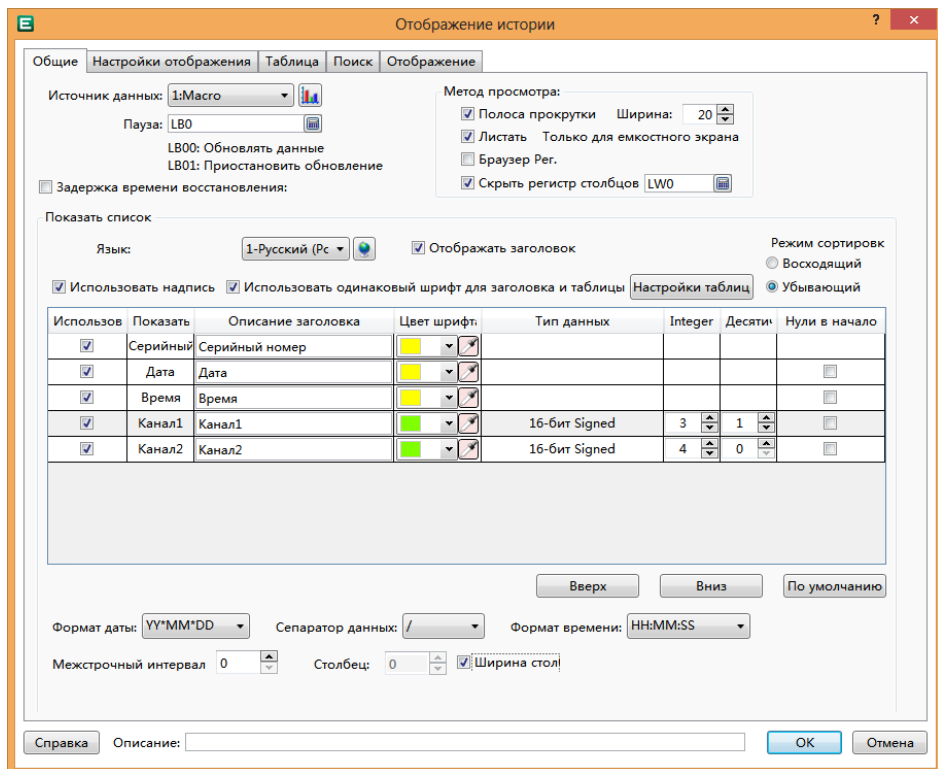 E Отображение истории ? ×
Общие Настройки отображения Таблица Поиск Отображение
Источник данных: 1:Macro
Пауза: LB0
LB00: Обновлять данные
LB01: Приостановить обновление
Задержка времени восстановления:
Метод просмотра:
Полоса прокрутки Ширина: 20
Листать Только для емкостного экрана
Браузер Рег.
Скрыть регистр столбцов LW0
Показать список
Язык: 1-Русский (Рс Отображать заголовок
Режим сортировк
Восходящий
Убывающий
Использовать надпись Использовать одинаковый шрифт для заголовка и таблицы Настройки таблиц
Использов Показать Описание заголовка Цвет шрифта Тип данных Integer Десятич Нули в начало
Серийный Серийный номер
Дата Дата
Время Время
Канал1 Канал1 16-бит Signed 3 1
Канал2 Канал2 16-бит Signed 4 0
Вверх Вниз По умолчанию
Формат даты: YY*MM*DD Сепаратор данных: / Формат времени: HH:MM:SS
Межстрочный интервал 0 Столбец: 0 Ширина стол
Справка Описание: OK Отмена